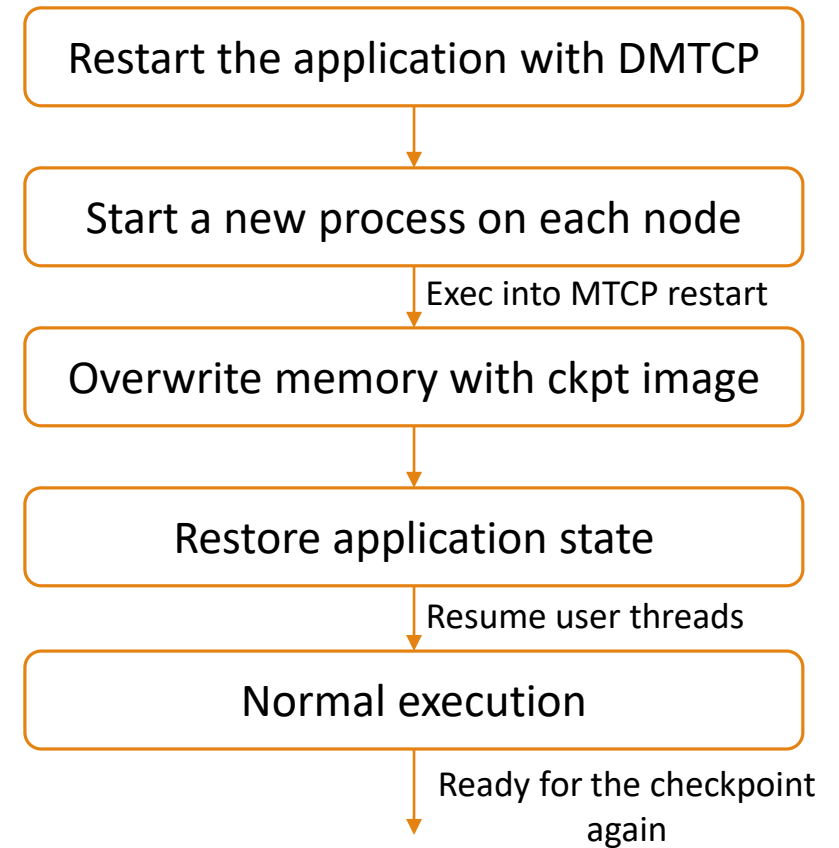 Restart the application with DMTCP
Start a new process on each node
Exec into MTCP restart
Overwrite memory with ckpt image
Restore application state
Resume user threads
Normal execution
Ready for the checkpoint
again